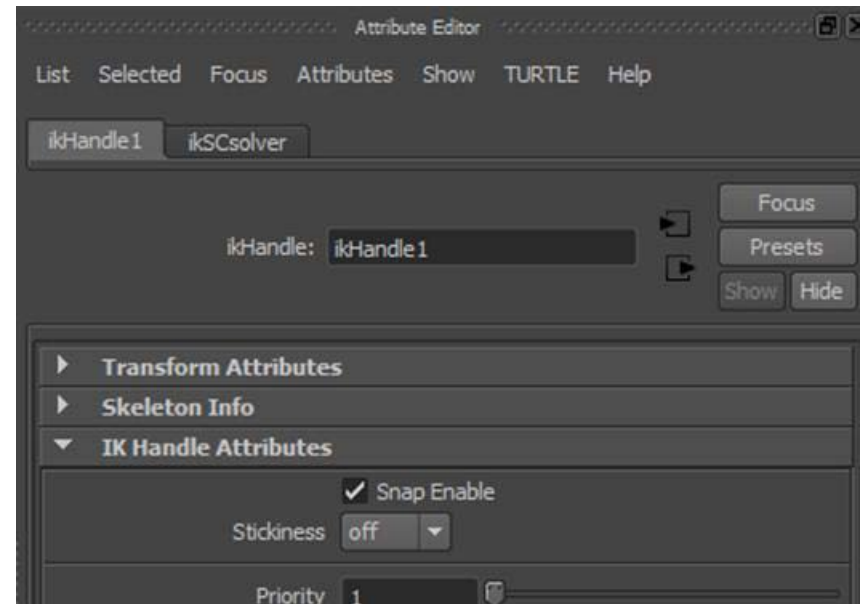 Attribute Editor
List Selected Focus Attributes Show TURTLE Help
ikHandle1 ikSCsolver
Focus
ikHandle: ikHandle1
Presets
Show Hide
Transform Attributes
Skeleton Info
IK Handle Attributes
Snap Enable
Stickiness off
Priority 1